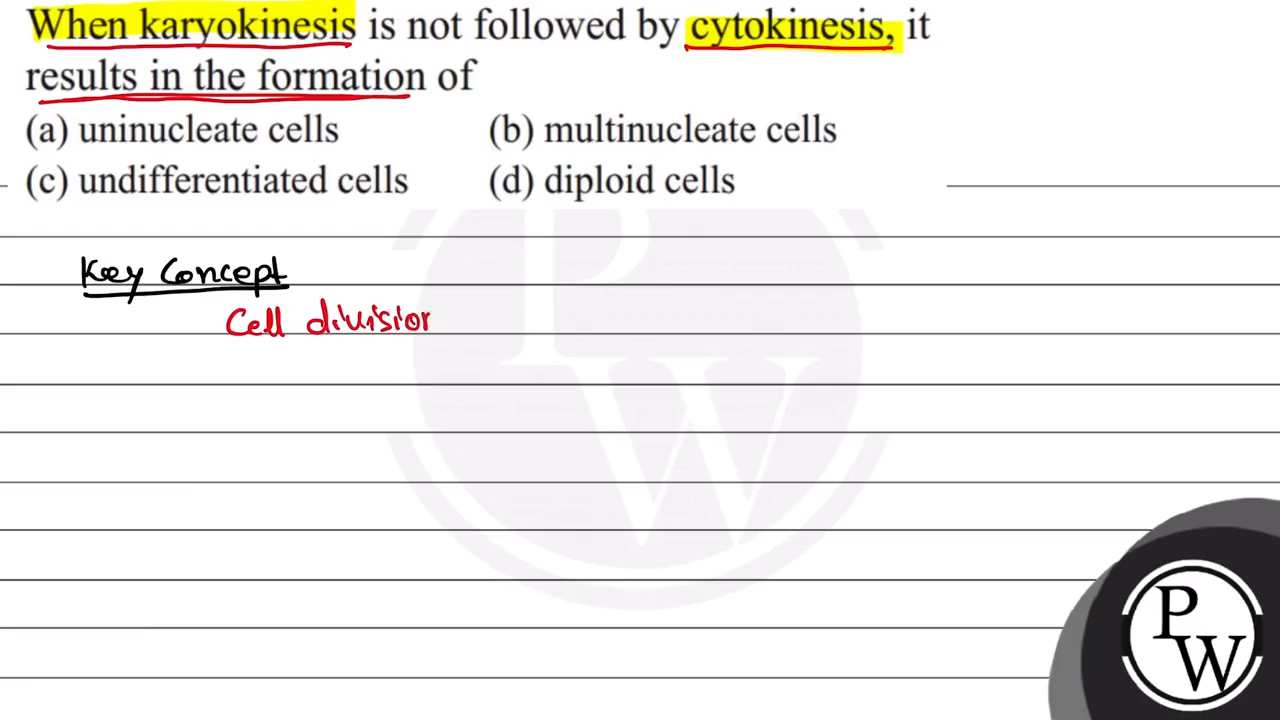 When karyokinesis is not followed by cytokinesis, it
results in the formation of
(a) uninucleate cells (b) multinucleate cells
(c) undifferentiated cells (d) diploid cells
Key Concept
Cell division
P
W
P
W